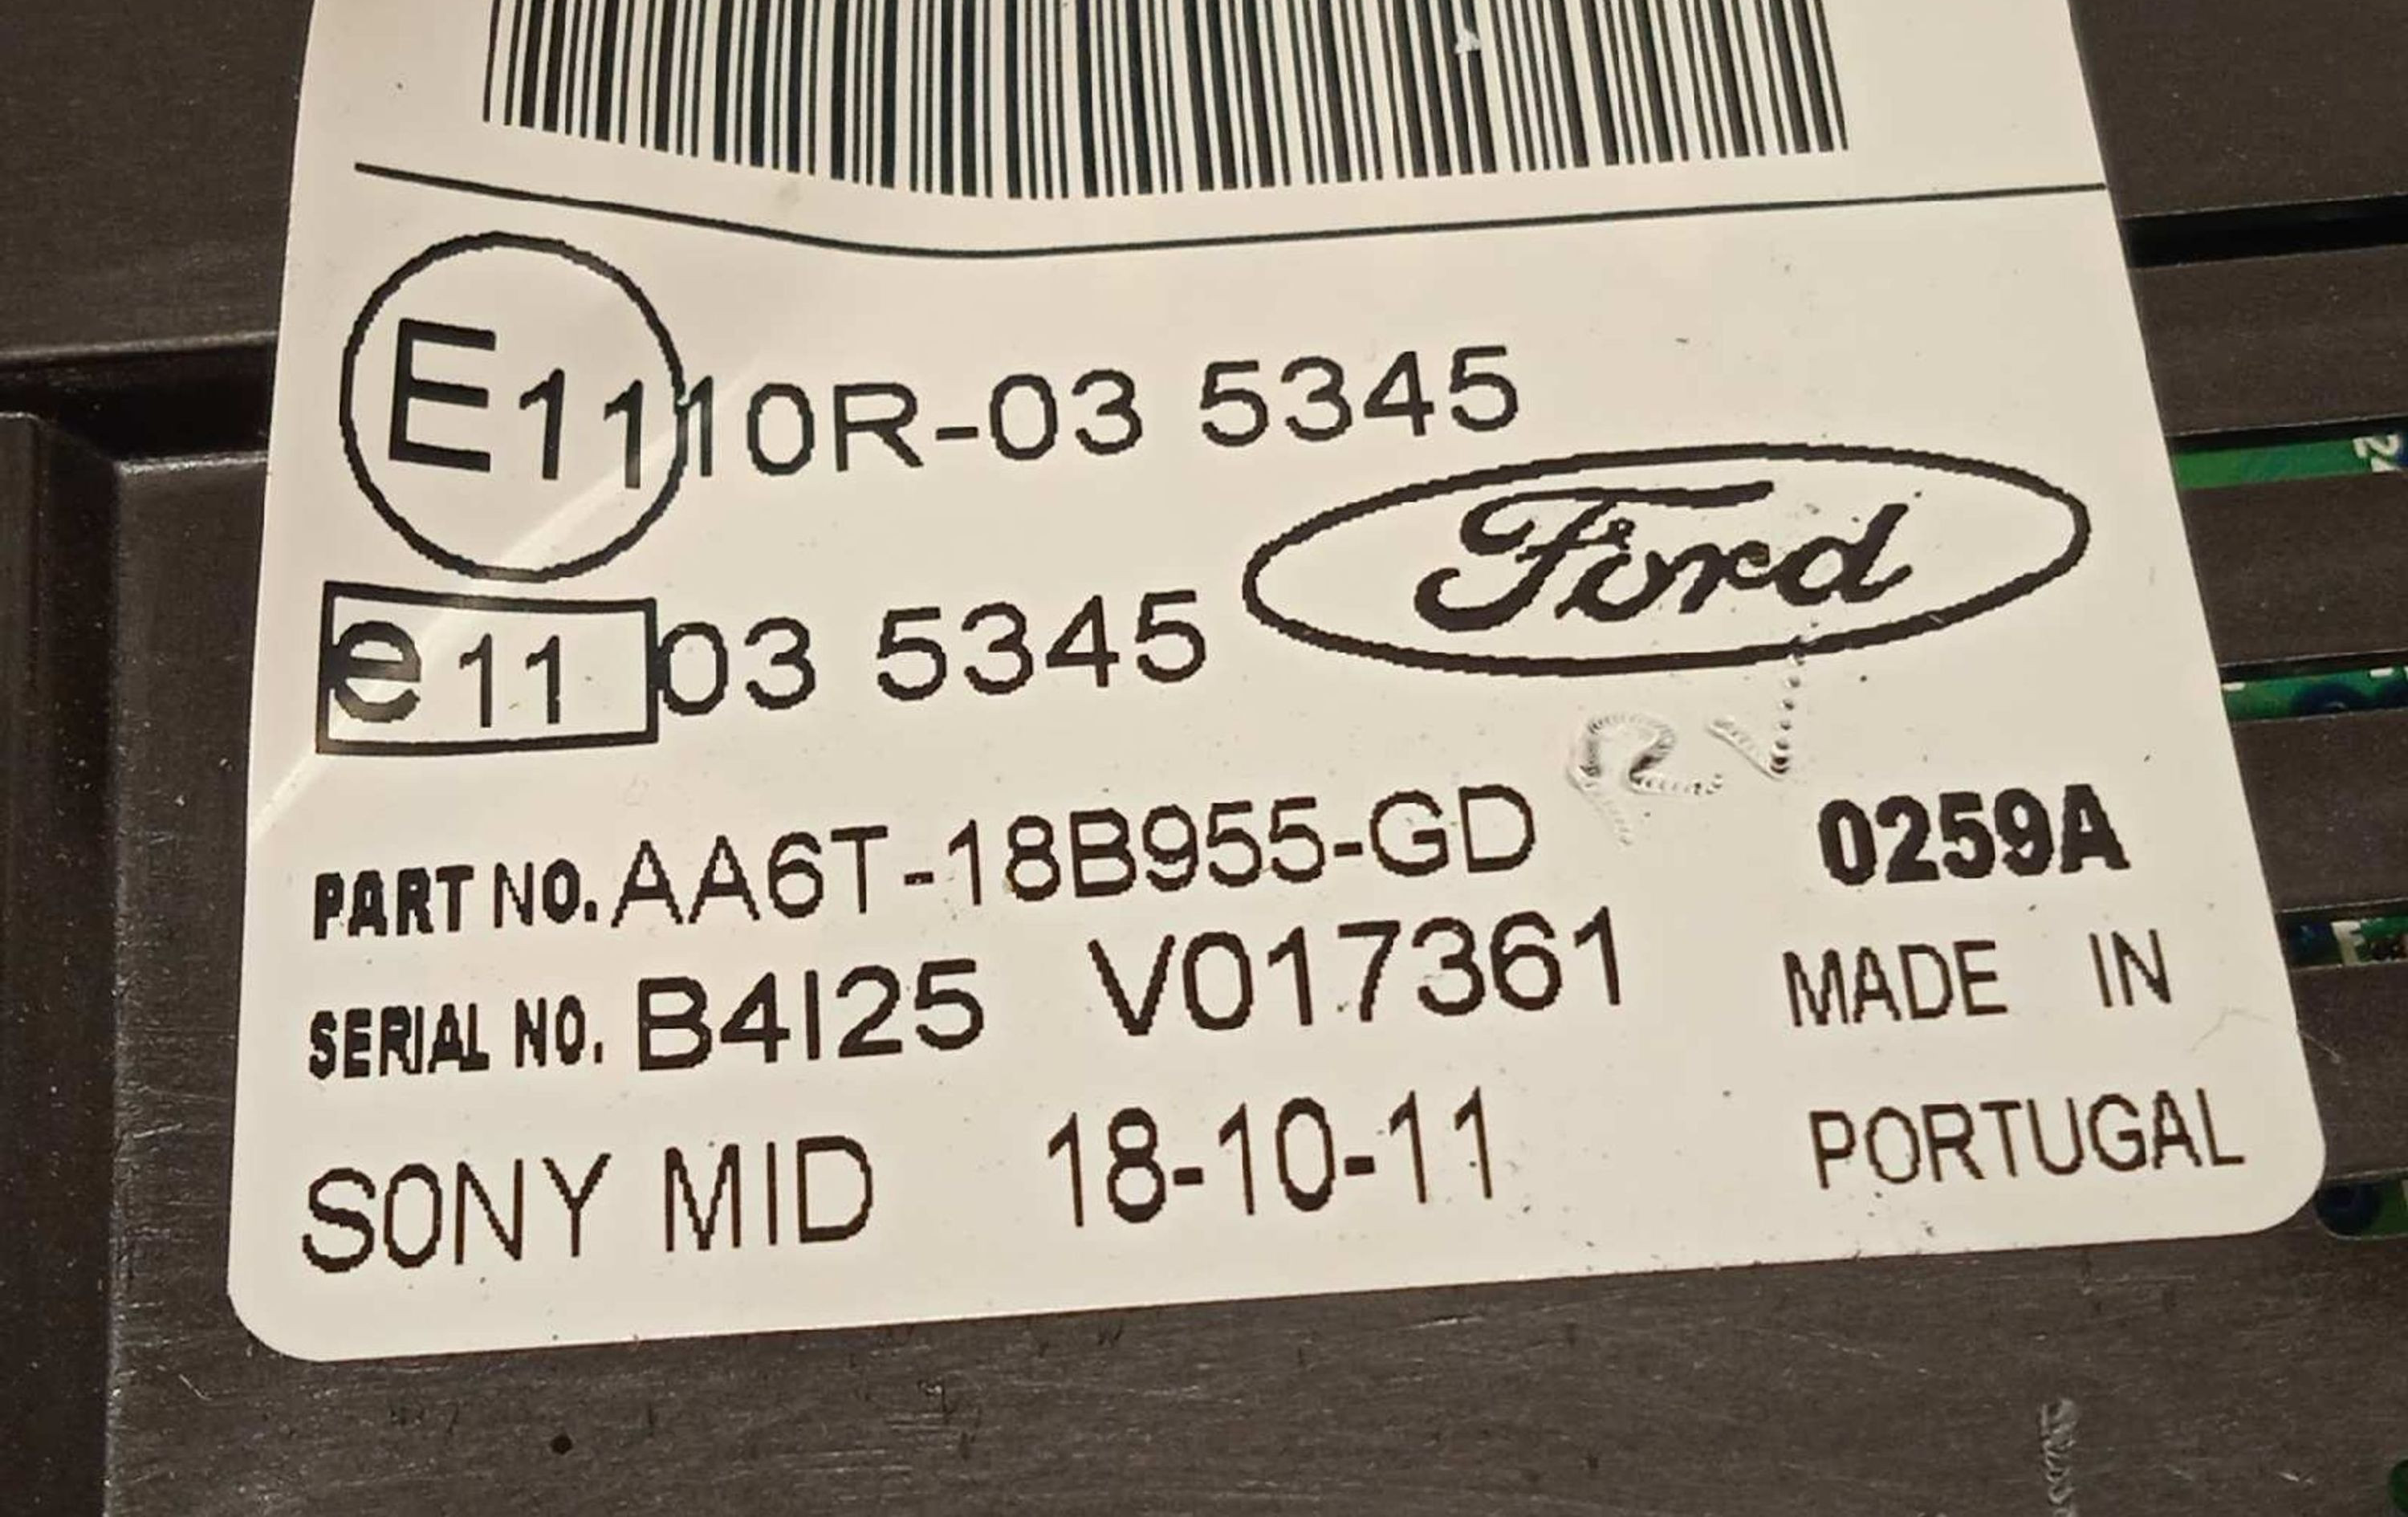 E11 10R-03 5345
Ford
e11 03 5345
RV
PART NO. AA6T-18B955-GD 0259A
SERIAL NO. B4I25 V017361 MADE IN
SONY MID 18-10-11 PORTUGAL